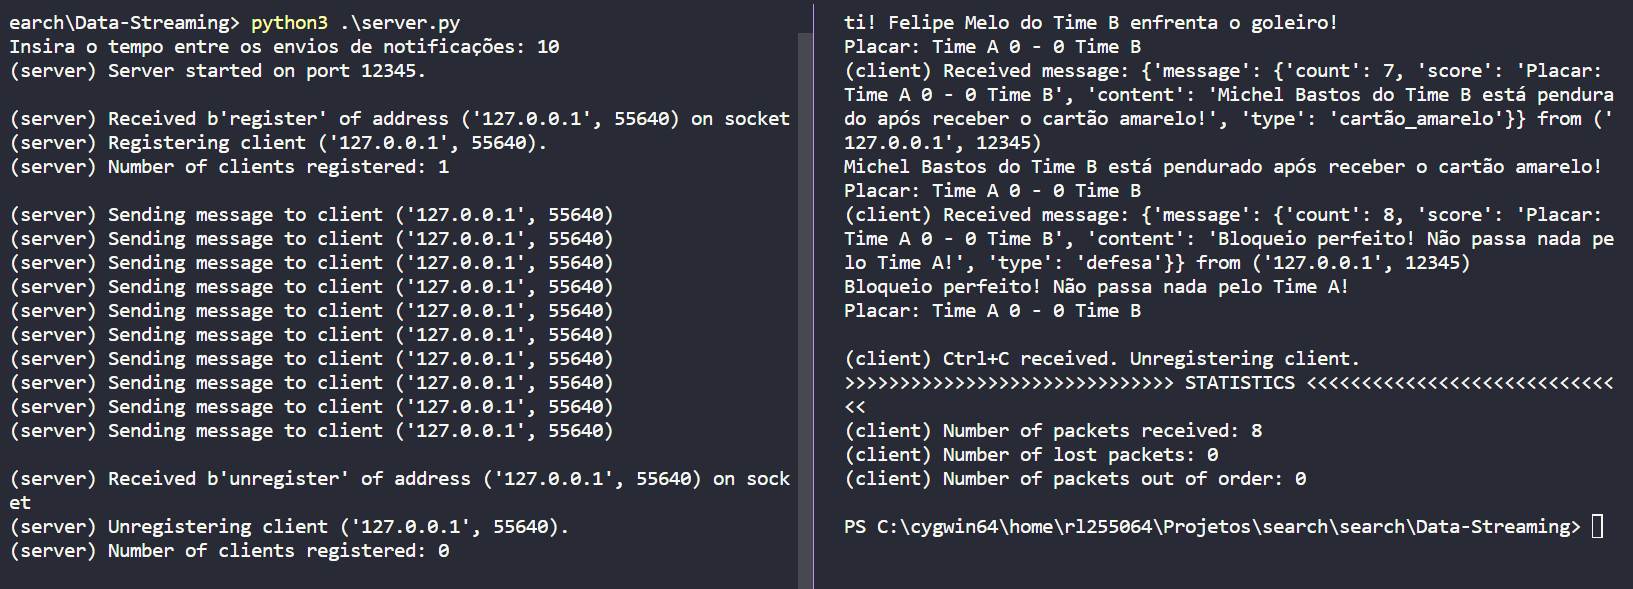 earch\Data-Streaming> python3 .\server.py
Insira o tempo entre os envios de notificações: 10
(server) Server started on port 12345.
(server) Received b'register' of address ('127.0.0.1', 55640) on socket
(server) Registering client ('127.0.0.1', 55640).
(server) Number of clients registered: 1
(server) Sending message to client ('127.0.0.1', 55640)
(server) Sending message to client ('127.0.0.1', 55640)
(server) Sending message to client ('127.0.0.1', 55640)
(server) Sending message to client ('127.0.0.1', 55640)
(server) Sending message to client ('127.0.0.1', 55640)
(server) Sending message to client ('127.0.0.1', 55640)
(server) Sending message to client ('127.0.0.1', 55640)
(server) Sending message to client ('127.0.0.1', 55640)
(server) Sending message to client ('127.0.0.1', 55640)
(server) Sending message to client ('127.0.0.1', 55640)
(server) Received b'unregister' of address ('127.0.0.1', 55640) on sock
et
(server) Unregistering client ('127.0.0.1', 55640).
(server) Number of clients registered: 0
ti! Felipe Melo do Time B enfrenta o goleiro!
Placar: Time A 0 - 0 Time B
(client) Received message: {'message': {'count': 7, 'score': 'Placar:
Time A 0 - 0 Time B', 'content': 'Michel Bastos do Time B está pendura
do após receber o cartão amarelo!', 'type': 'cartão_amarelo'}} from ('
127.0.0.1', 12345)
Michel Bastos do Time B está pendurado após receber o cartão amarelo!
Placar: Time A 0 - 0 Time B
(client) Received message: {'message': {'count': 8, 'score': 'Placar:
Time A 0 - 0 Time B', 'content': 'Bloqueio perfeito! Não passa nada pe
lo Time A!', 'type': 'defesa'}} from ('127.0.0.1', 12345)
Bloqueio perfeito! Não passa nada pelo Time A!
Placar: Time A 0 - 0 Time B
(client) Ctrl+C received. Unregistering client.
>>>>>>>>>>>>>>>>>>>>>>>>>>>>>> STATISTICS <<<<<<<<<<<<<<<<<<<<<<<<<<<<
<<
(client) Number of packets received: 8
(client) Number of lost packets: 0
(client) Number of packets out of order: 0
PS C:\cygwin64\home\rl255064\Projetos\search\search\Data-Streaming>